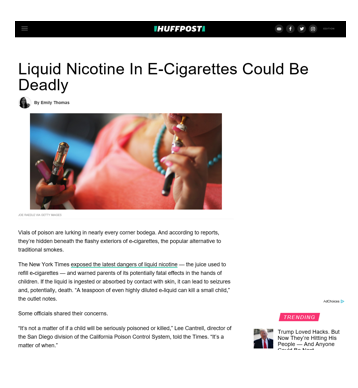 HUFFPOST
Liquid Nicotine In E-Cigarettes Could Be
Deadly
By Emily Thomas
Vials of poison are lurking in nearly every corner bodega. And according to reports,
they're hidden beneath the flashy exteriors of e-cigarettes, the popular alternative to
traditional smokes.
The New York Times exposed the latest dangers of liquid nicotine — the juice used to
refill e-cigarettes — and warned parents of its potentially fatal effects in the hands of
children. If the liquid is ingested or absorbed by contact with skin, it can lead to seizures
and, potentially, death. “A teaspoon of even highly diluted e-liquid can kill a small child,”
the outlet notes.
Some officials shared their concerns.
“It's not a matter of if a child will be seriously poisoned or killed,” Lee Cantrell, director of
the San Diego division of the California Poison Control System, told the Times. “It's a
matter of when.”
TRENDING
Trump Loved Hacks. But
Now They're Hitting His
People — And Anyone